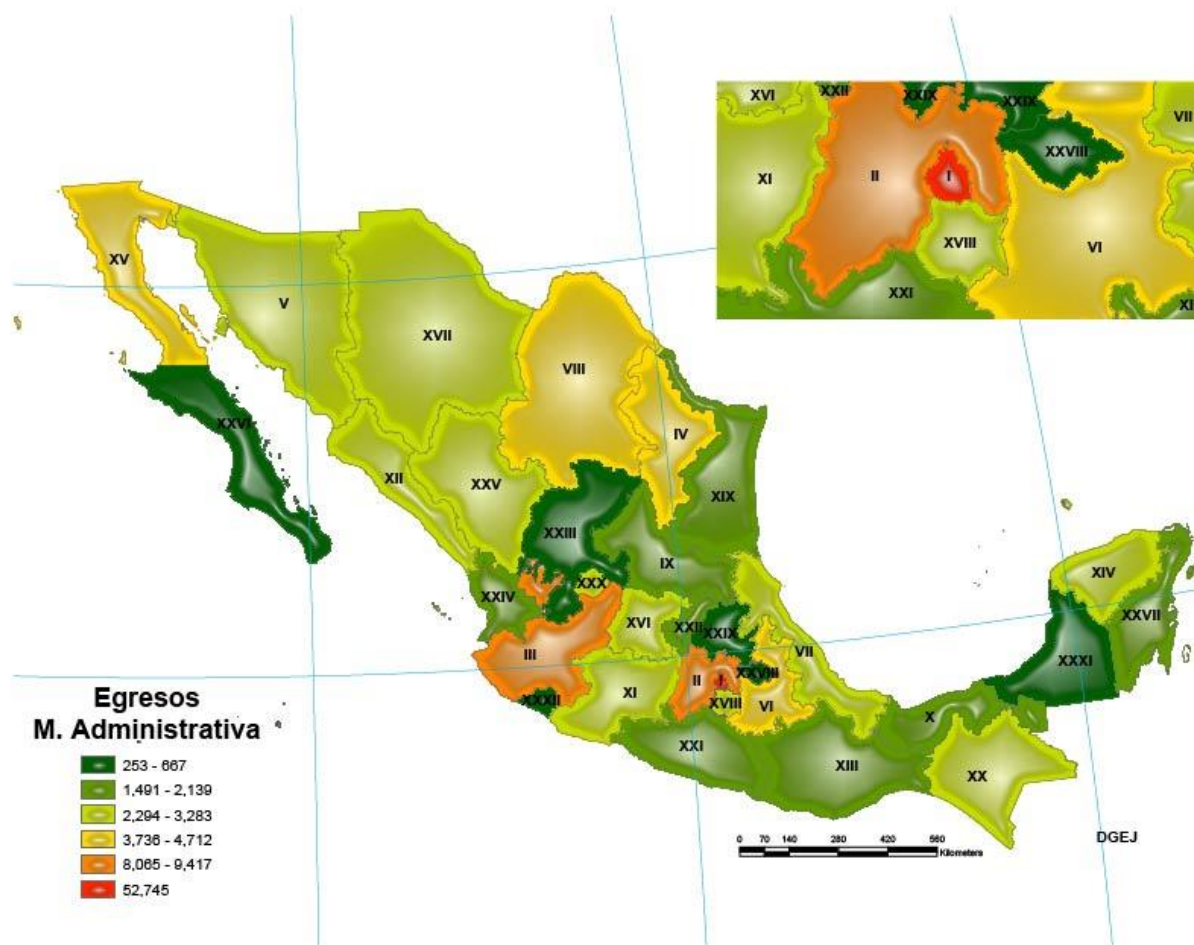 XVI
XXII
XXIX
XXIX
VII
XXVIII
XI
II
I
VI
XVIII
XXI
XI
XV
V
XVII
VIII
IV
XXVI
XII
XXV
XIX
XXIII
IX
XXX
XXIV
XIV
XXVII
XVI
XXII
XXIX
VII
XXXI
III
II
I
XXVIII
XI
XVIII
VI
XXXII
X
XXI
XIII
XX
Egresos
M. Administrativa
253 - 667
1,491 - 2,139
2,294 - 3,283
3,736 - 4,712
8,065 - 9,417
52,745
DGEJ
0 70 140 280 420 560
Kilometers